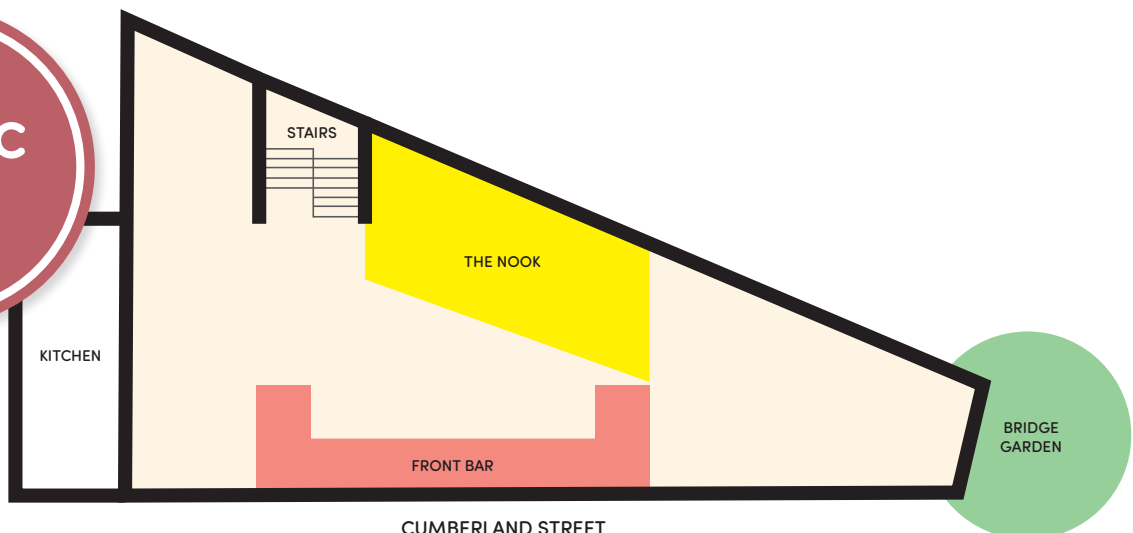 C
STAIRS
THE NOOK
KITCHEN
BRIDGE
GARDEN
FRONT BAR
CUMBERLAND STREET